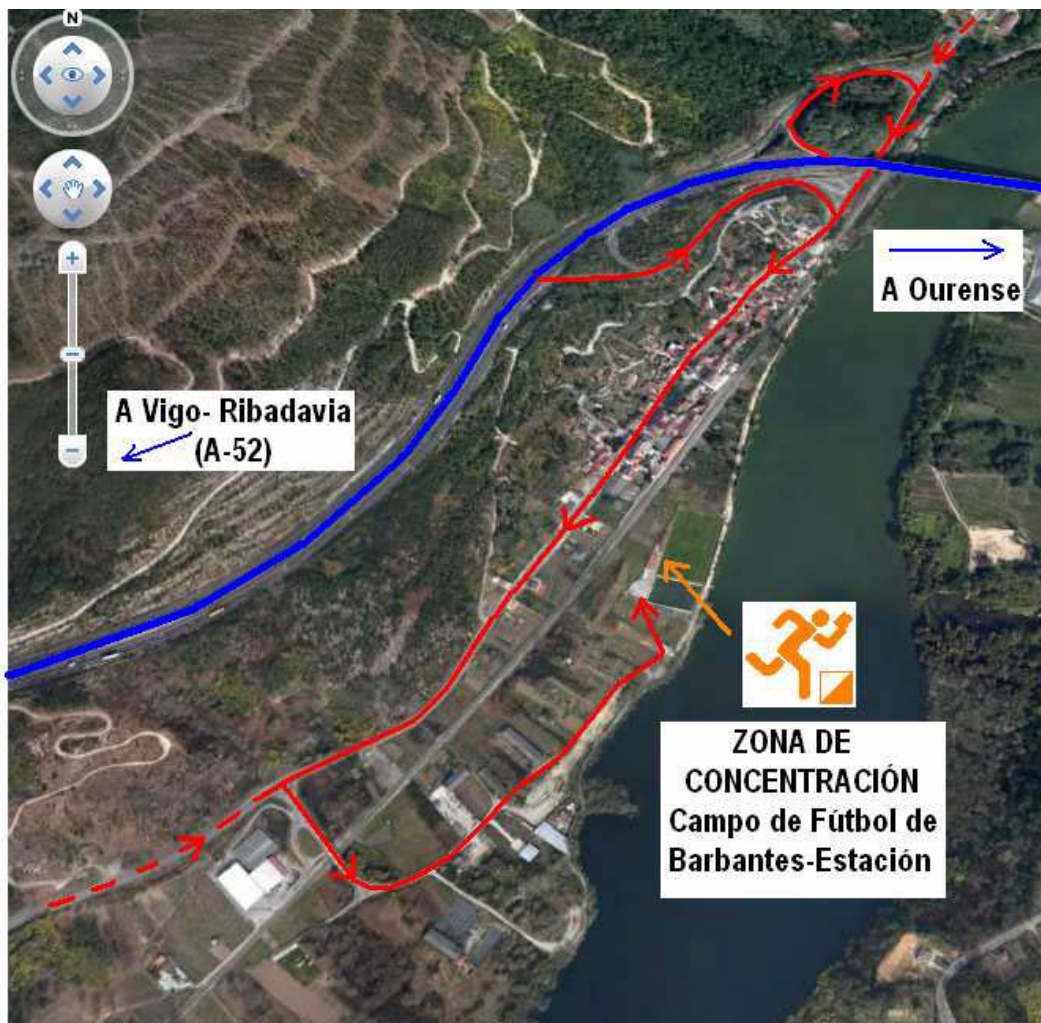 N
A Ourense
A Vigo- Ribadavia
(A-52)
ZONA DE
CONCENTRACIÓN
Campo de Fútbol de
Barbantes-Estación